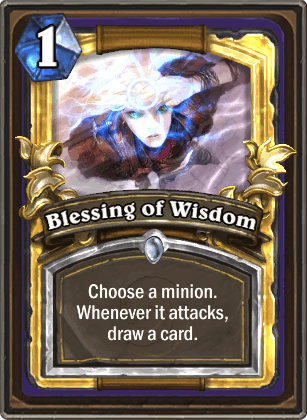 1
Blessing of Wisdom
Choose a minion.
Whenever it attacks,
draw a card.